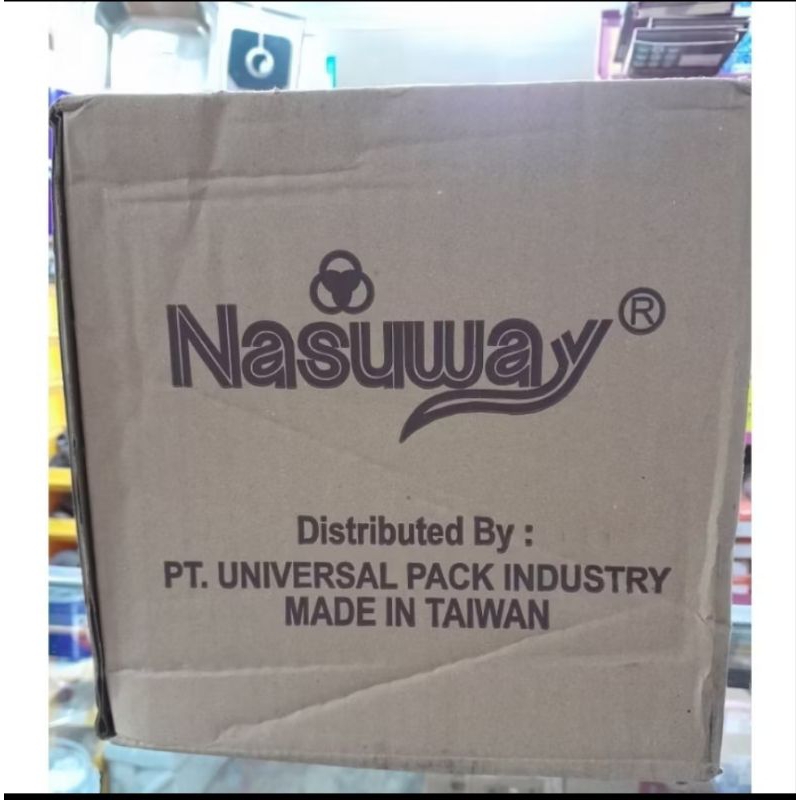 Nasuway®
Distributed By :
PT. UNIVERSAL PACK INDUSTRY
MADE IN TAIWAN